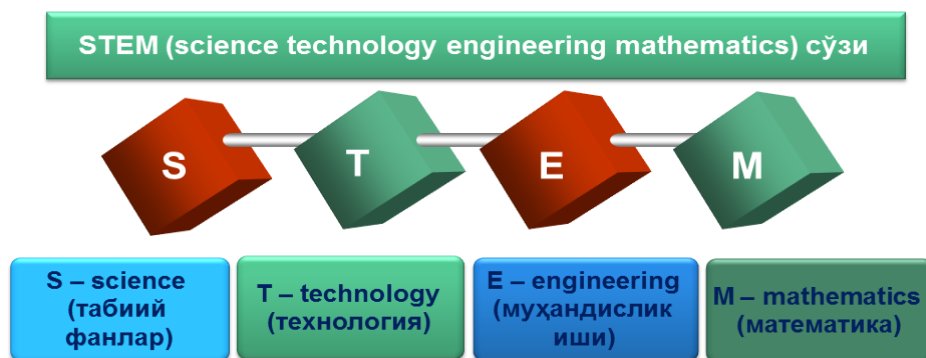 STEM (science technology engineering mathematics) сўзи
S
T
E
M
S – science
(табиий
фанлар)
T – technology
(технология)
E – engineering
(муҳандислик
иши)
M – mathematics
(математика)